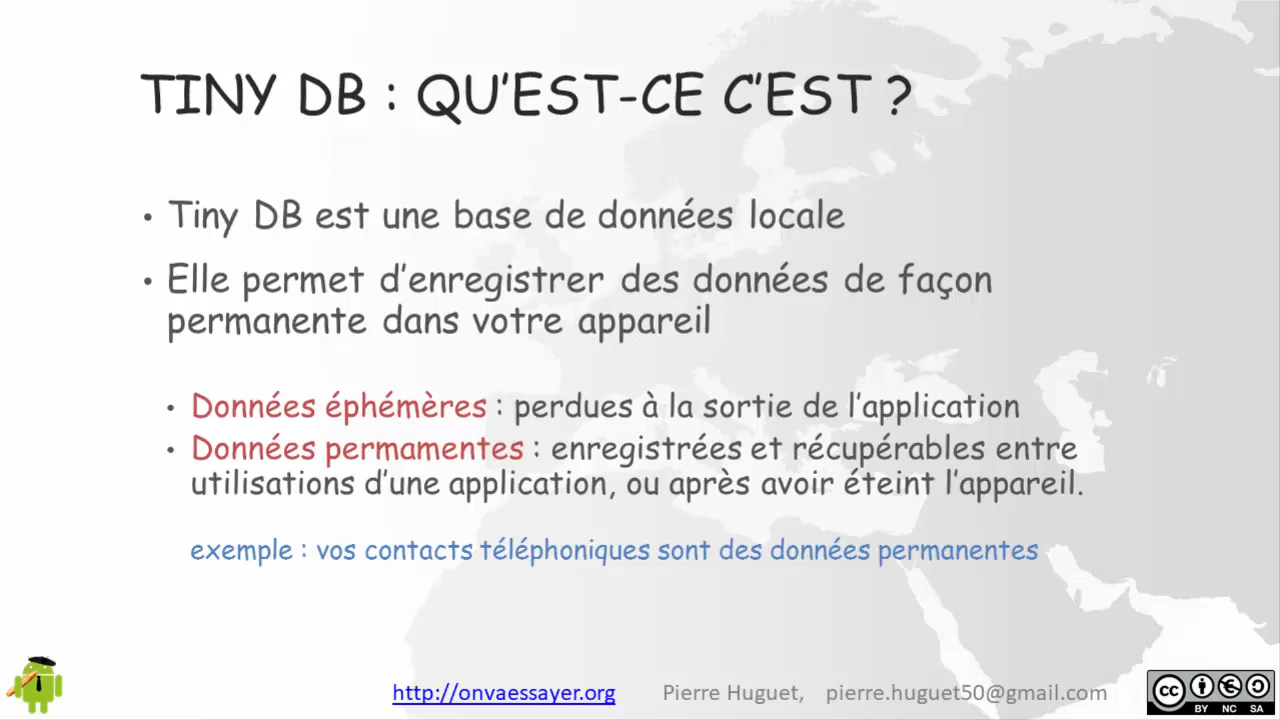 TINY DB : QU'EST-CE C'EST ?
• Tiny DB est une base de données locale
• Elle permet d'enregistrer des données de façon
permanente dans votre appareil
• Données éphémères : perdues à la sortie de l'application
• Données permamentes : enregistrées et récupérables entre
utilisations d'une application, ou après avoir éteint l'appareil.
exemple : vos contacts téléphoniques sont des données permanentes
http://onvaessayer.org Pierre Huguet, pierre.huguet50@gmail.com
cc BY NC SA